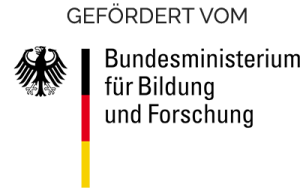 GEFÖRDERT VOM
Bundesministerium
für Bildung
und Forschung